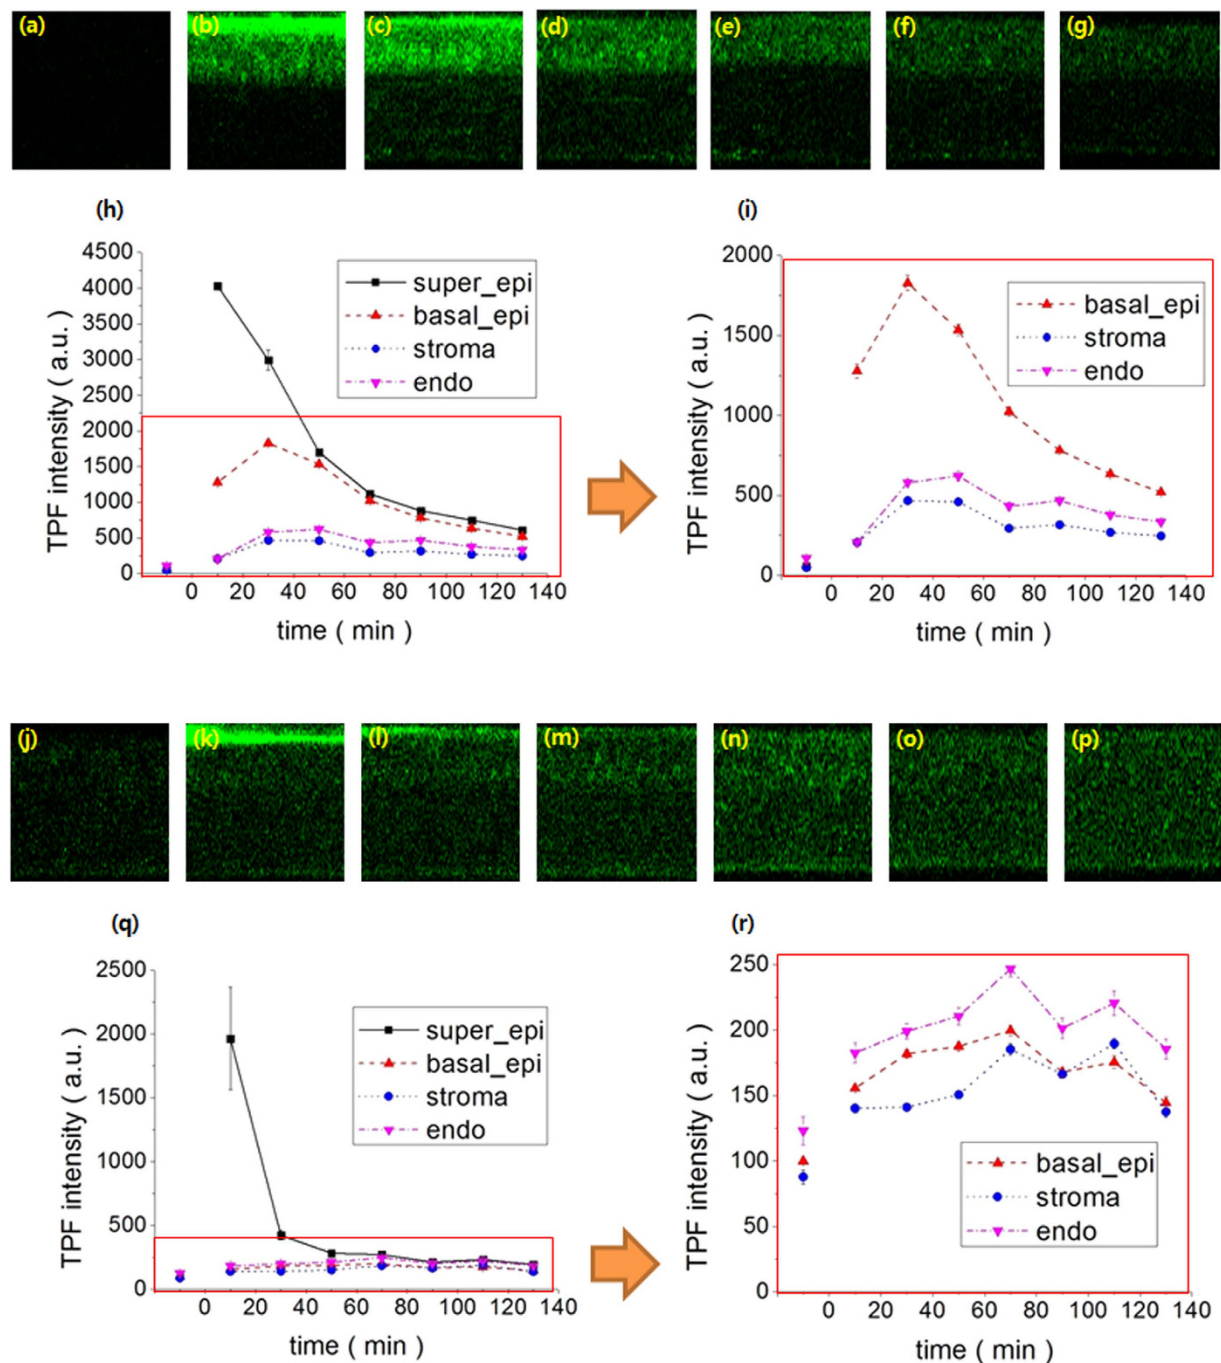 (a) (b) (c) (d) (e) (f) (g)
(h)
4500
4000
3500
3000
2500
2000
1500
1000
500
0
TPF intensity ( a.u. )
super_epi
basal_epi
stroma
endo
0 20 40 60 80 100 120 140
time ( min )
(i)
2000
1500
1000
500
0
TPF intensity ( a.u. )
basal_epi
stroma
endo
0 20 40 60 80 100 120 140
time ( min )
(j) (k) (l) (m) (n) (o) (p)
(q)
2500
2000
1500
1000
500
0
TPF intensity ( a.u. )
super_epi
basal_epi
stroma
endo
0 20 40 60 80 100 120 140
time ( min )
(r)
250
200
150
100
50
0
TPF intensity ( a.u. )
basal_epi
stroma
endo
0 20 40 60 80 100 120 140
time ( min )